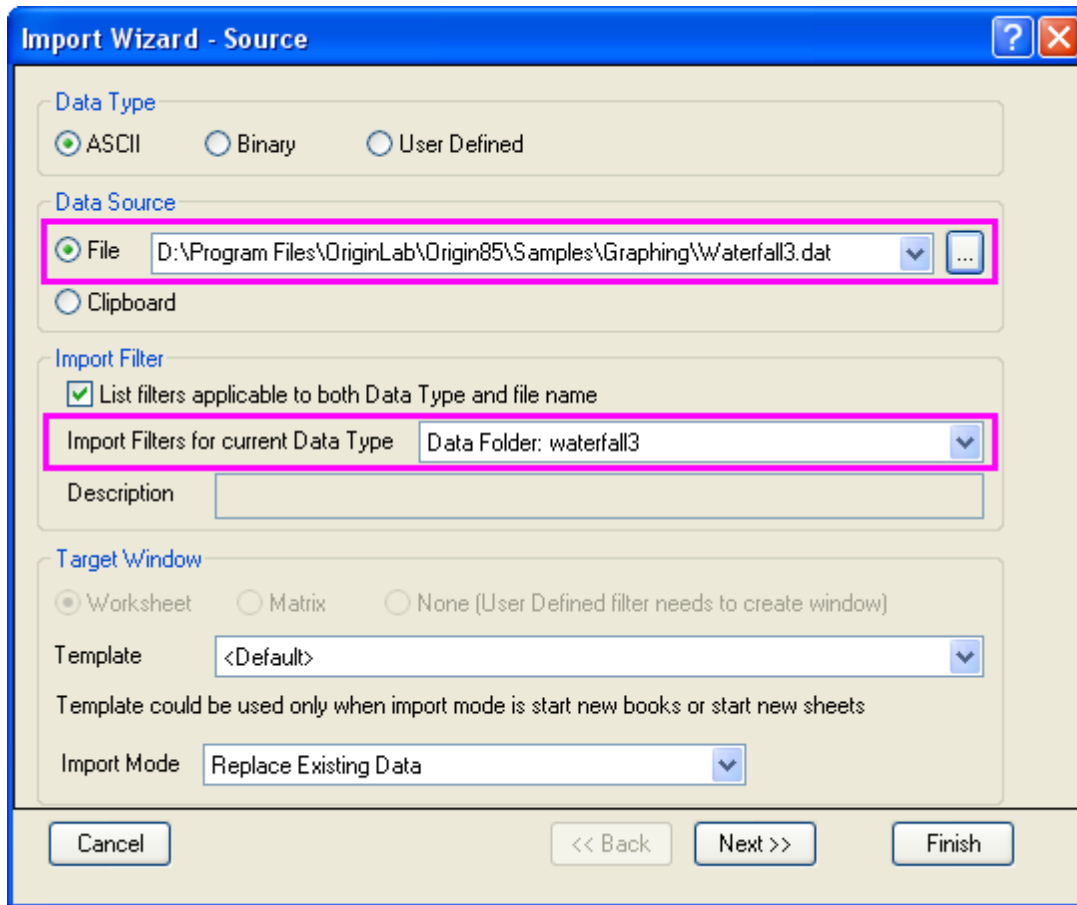 Import Wizard - Source
Data Type
ASCII Binary User Defined
Data Source
File D:\Program Files\OriginLab\Origin85\Samples\Graphing\\Waterfall3.dat ...
Clipboard
Import Filter
List filters applicable to both Data Type and file name
Import Filters for current Data Type Data Folder: waterfall3
Description
Target Window
Worksheet Matrix None (User Defined filter needs to create window)
Template <Default>
Template could be used only when import mode is start new books or start new sheets
Import Mode Replace Existing Data
Cancel << Back Next >> Finish